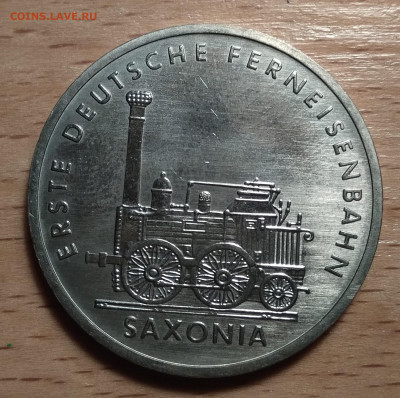 COINS.LAVE.RU
ERSTE DEUTSCHE FERNEISENBAHN
SAXONIA